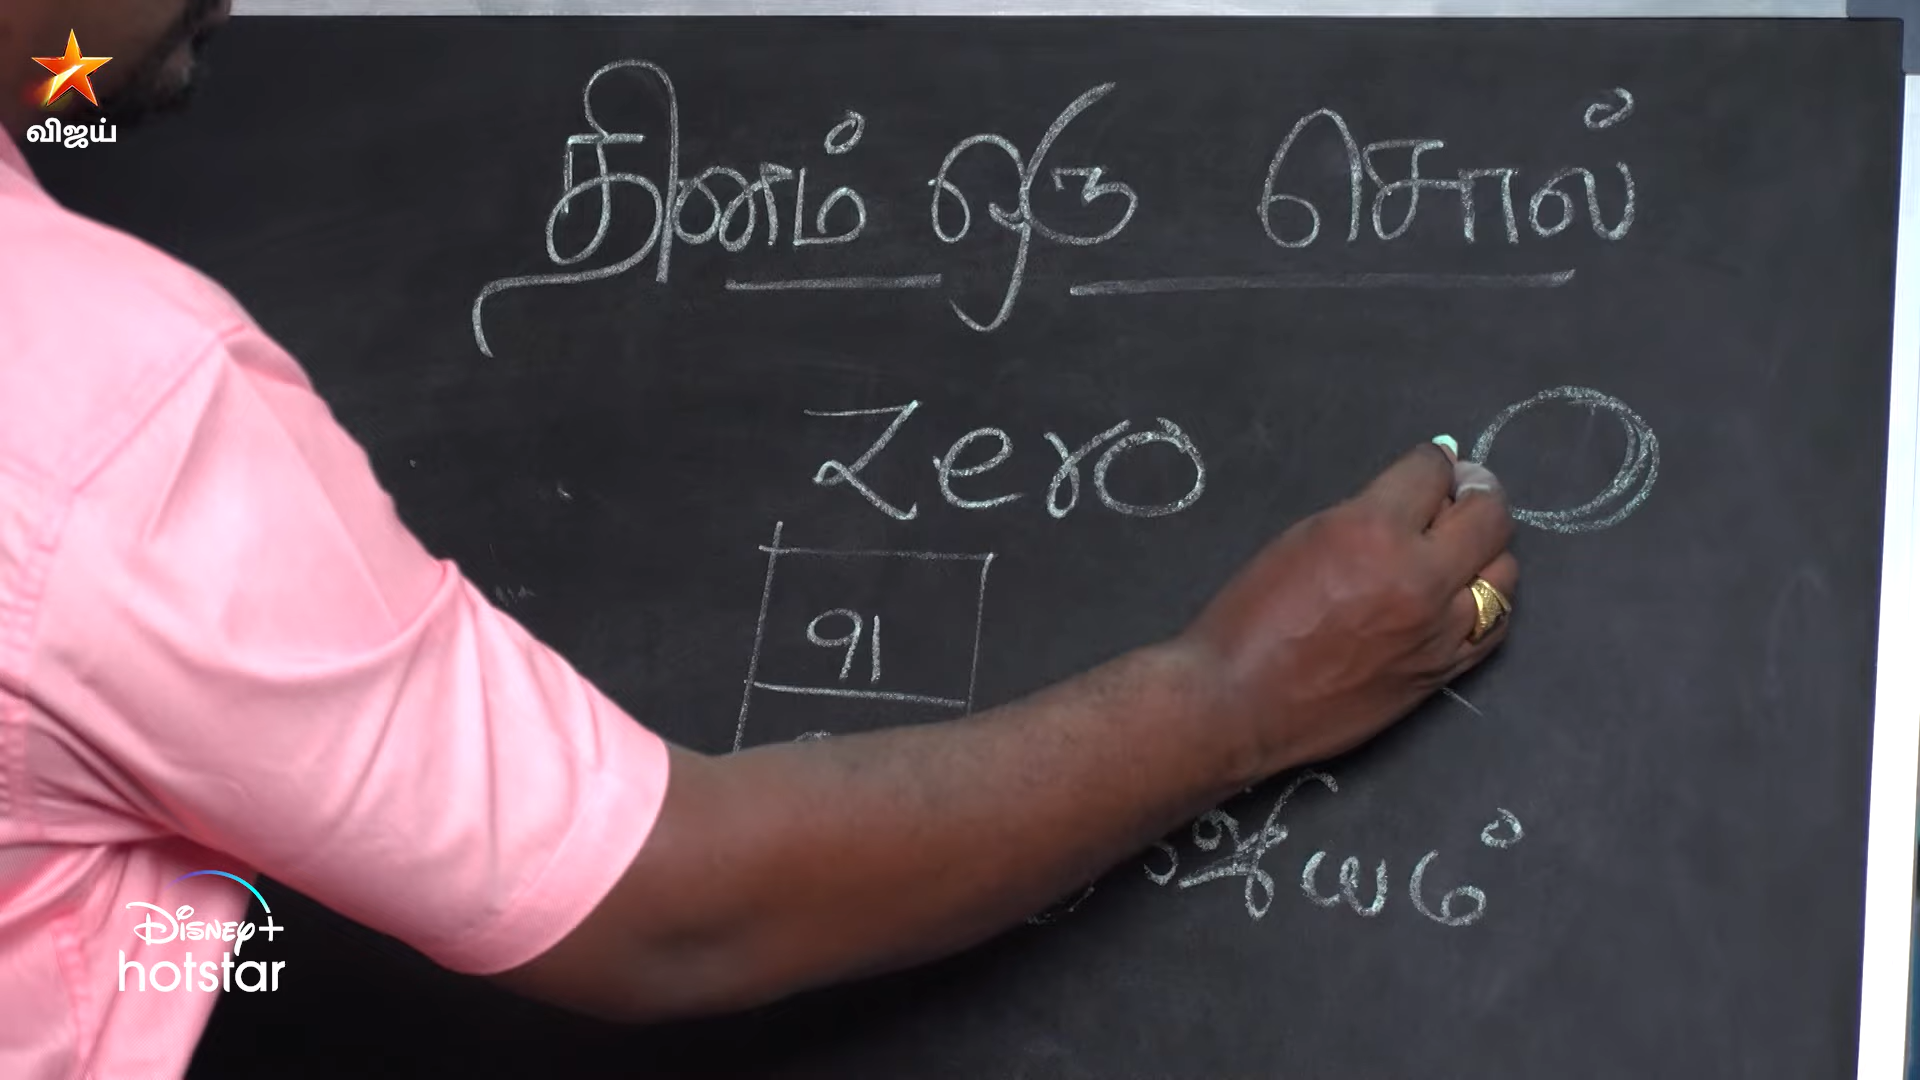 விஜய்
தினம் ஒரு சொல்
Zero
91
Disney+
hotstar